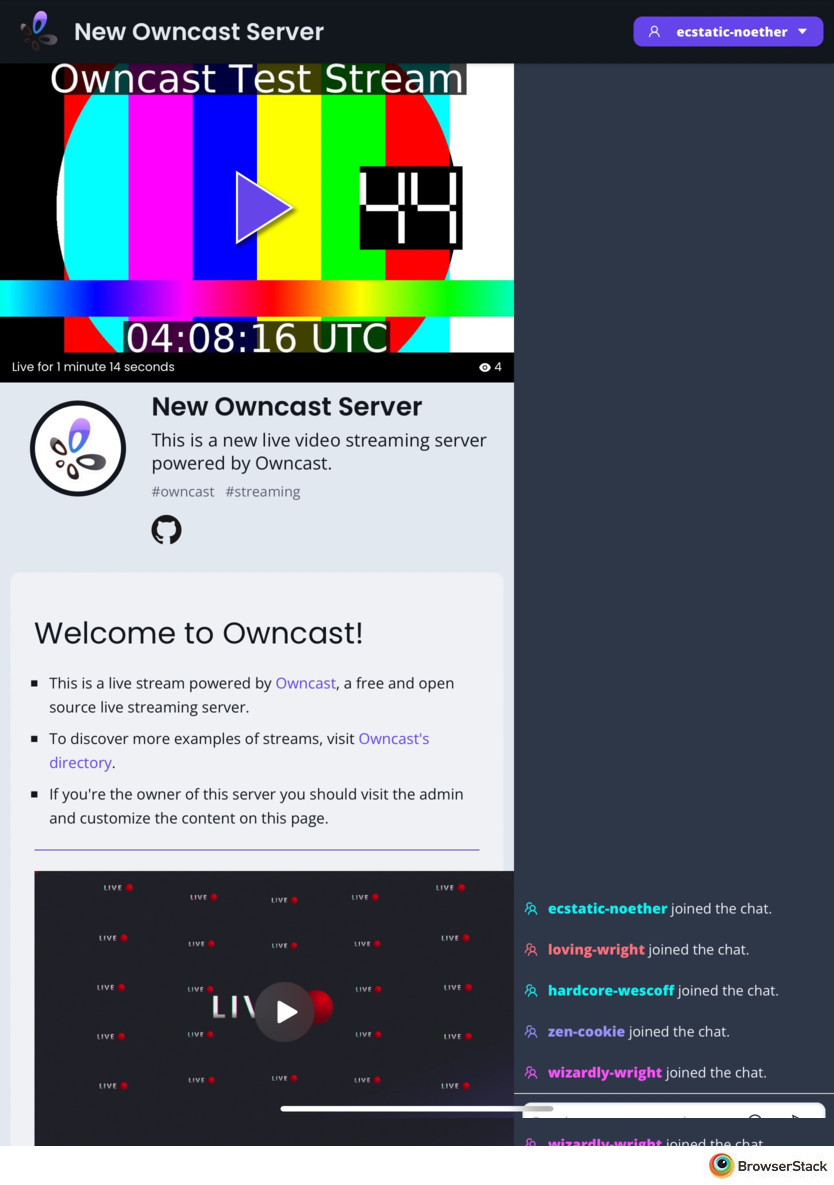 New Owncast Server
ecstatic-noether
Owncast Test Stream
44
04:08:16 UTC
Live for 1 minute 14 seconds
4
New Owncast Server
This is a new live video streaming server
powered by Owncast.
#owncast #streaming
Welcome to Owncast!
This is a live stream powered by Owncast, a free and open
source live streaming server.
To discover more examples of streams, visit Owncast's
directory.
If you're the owner of this server you should visit the admin
and customize the content on this page.
LIVE LIVE LIVE LIVE LIVE
LIVE LIVE LIVE LIVE LIVE
LIVE LIVE LIVE LIVE LIVE
LIV
LIVE LIVE LIVE LIVE
LIVE LIVE LIVE LIVE LIVE
ecstatic-noether joined the chat.
loving-wright joined the chat.
hardcore-wescoff joined the chat.
zen-cookie joined the chat.
wizardly-wright joined the chat.
wizardly-wright joined the chat.
BrowserStack